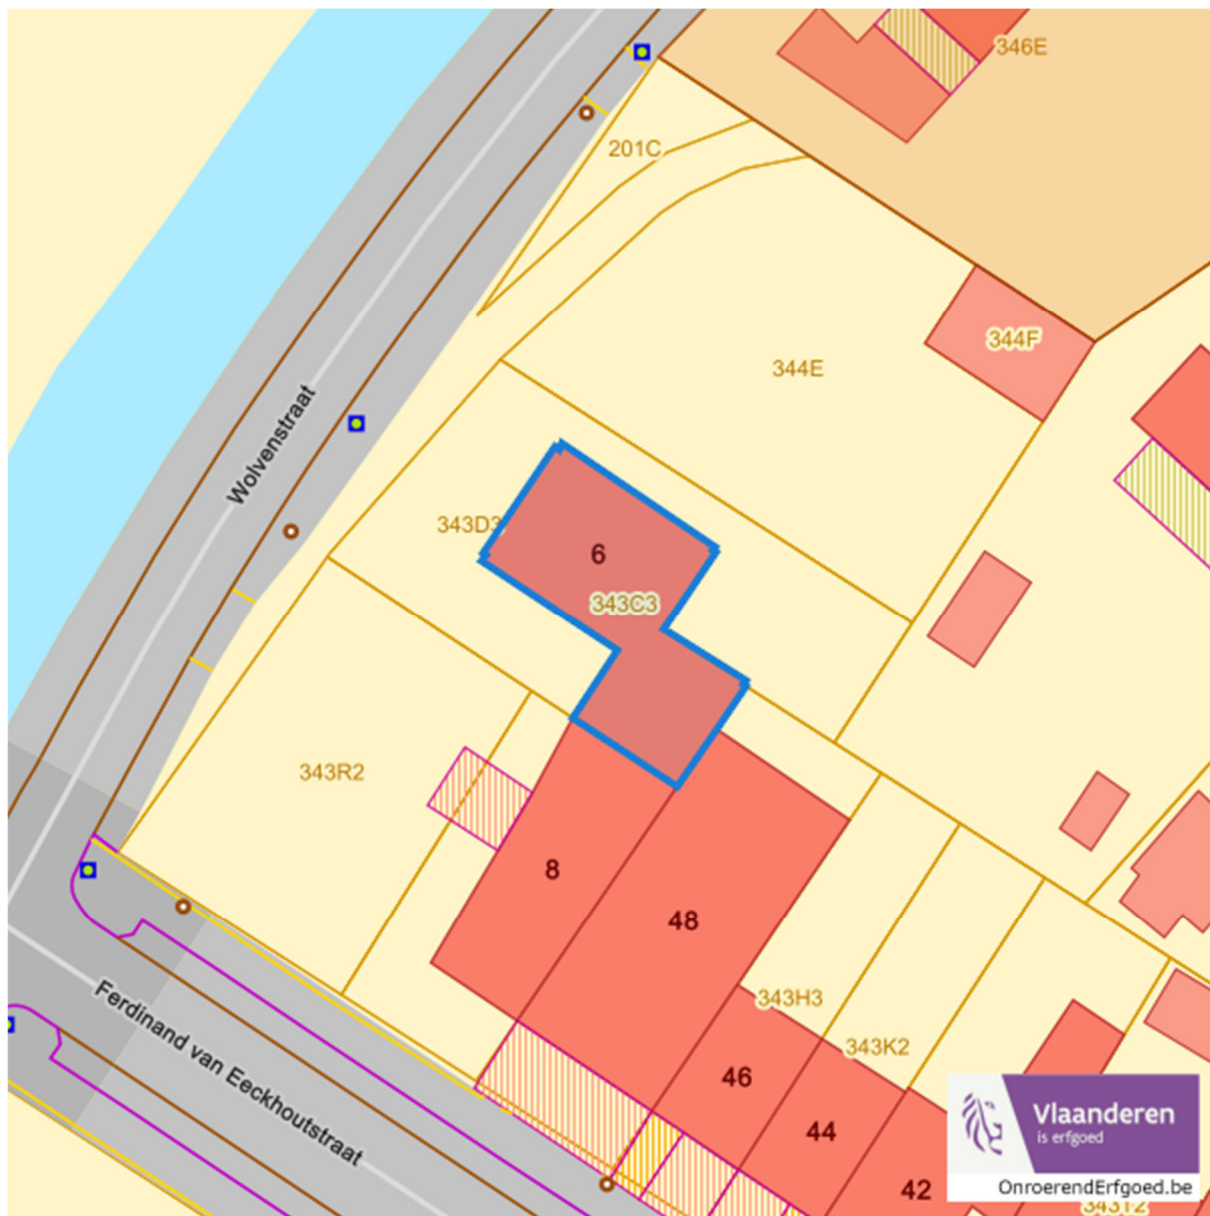 346E
201C
344F
344E
Wolvenstraat
343D3
6
343C3
343R2
8
48
343H3
Ferdinand van Eeckhoutstraat
343K2
46
44
42
Vlaanderen
is erfgoed
OnroerendErfgoed.be